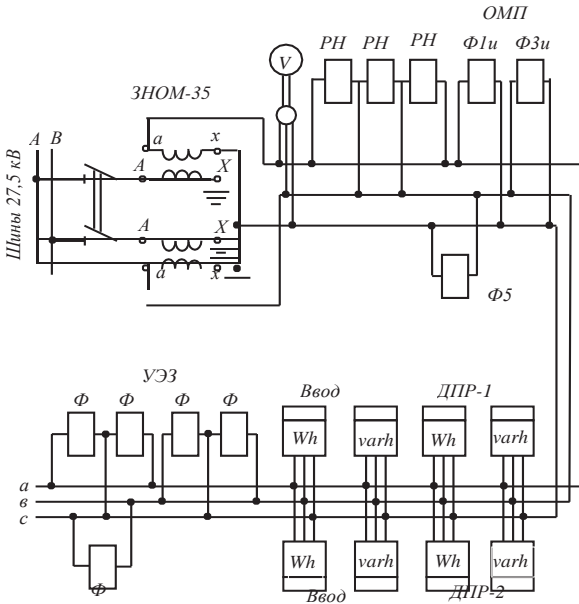 ОМП
РН РН РН Ф1и Ф3и
V
ЗНОМ-35
А В
а х
А Х
Шины 27,5 кВ
А Х
а х
Ф5
УЭЗ
Ввод ДПР-1
Ф Ф Ф Ф
Wh varh Wh varh
а
в
с
Ф
Wh varh Wh varh
Ввод ДПР-2